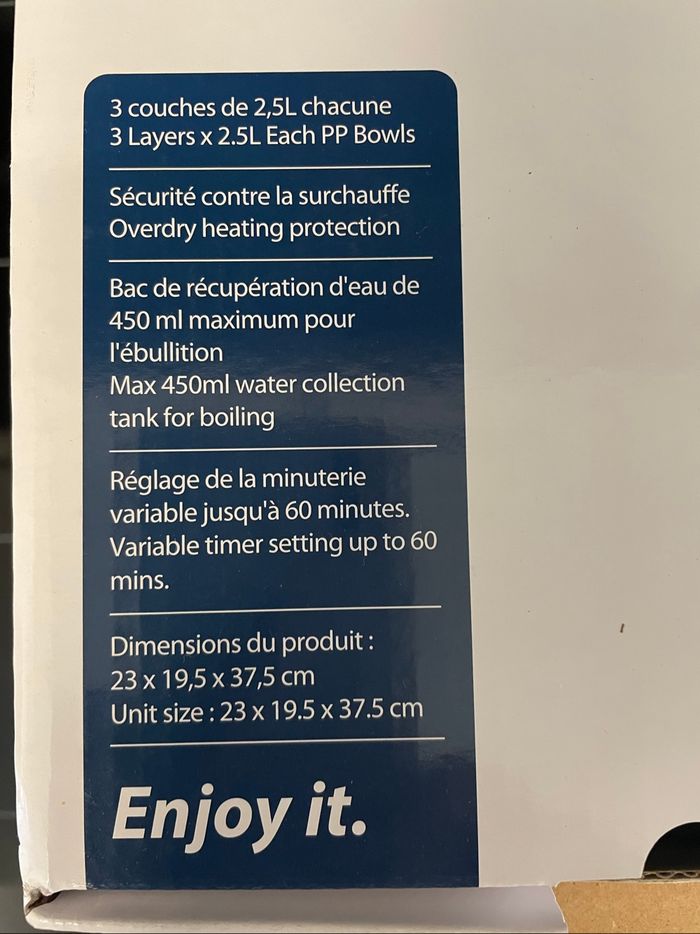 3 couches de 2,5L chacune
3 Layers x 2.5L Each PP Bowls
Sécurité contre la surchauffe
Overdry heating protection
Bac de récupération d'eau de
450 ml maximum pour
l'ébullition
Max 450ml water collection
tank for boiling
Réglage de la minuterie
variable jusqu'à 60 minutes.
Variable timer setting up to 60
mins.
Dimensions du produit :
23 x 19,5 x 37,5 cm
Unit size : 23 x 19.5 x 37.5 cm
Enjoy it.